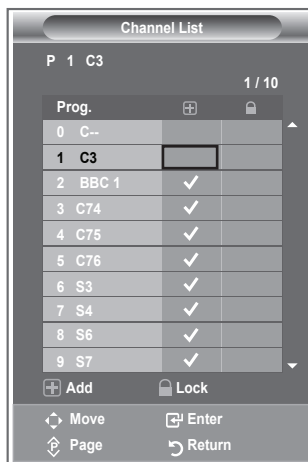 Channel List
P 1 C3
1 / 10
Prog.
0 C--
1 C3
2 BBC 1
3 C74
4 C75
5 C76
6 S3
7 S4
8 S6
9 S7
Add Lock
Move Enter
Page Return